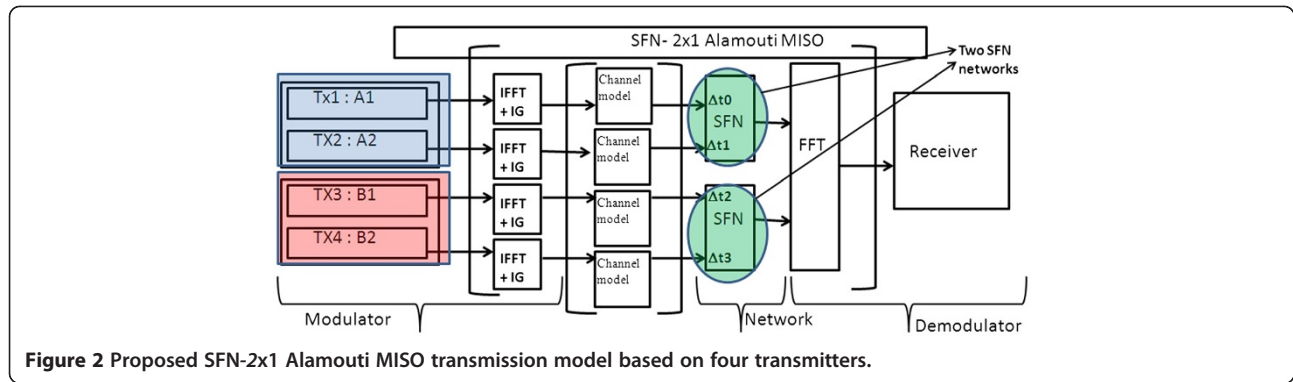 SFN- 2x1 Alamouti MISO
Two SFN
networks
Tx1 : A1
TX2 : A2
TX3 : B1
TX4 : B2
IFFT
+ IG
IFFT
+ IG
IFFT
+ IG
IFFT
+ IG
Channel
model
Channel
model
Channel
model
Channel
model
Δt0
SFN
Δt1
Δt2
SFN
Δt3
FFT
Receiver
Modulator
Network
Demodulator
Figure 2 Proposed SFN-2x1 Alamouti MISO transmission model based on four transmitters.